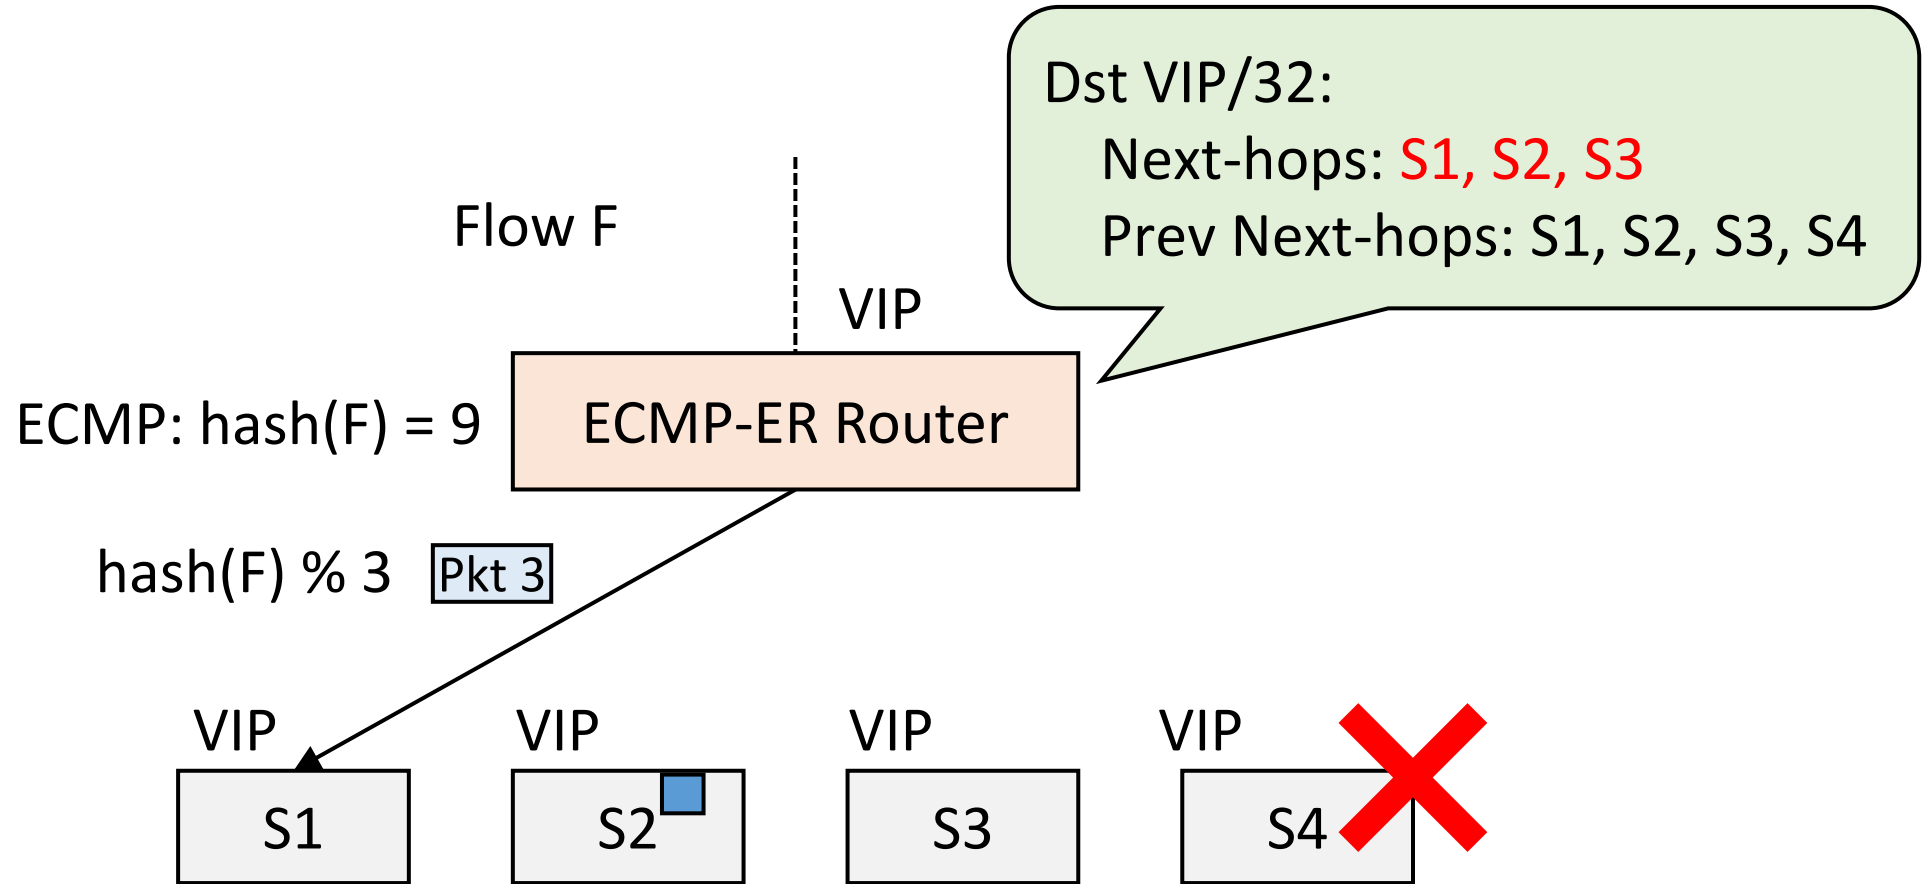 Dst VIP/32:
Next-hops: S1, S2, S3
Prev Next-hops: S1, S2, S3, S4
Flow F
VIP
ECMP: hash(F) = 9
ECMP-ER Router
hash(F) % 3
Pkt 3
VIP
VIP
VIP
VIP
S1
S2
S3
S4